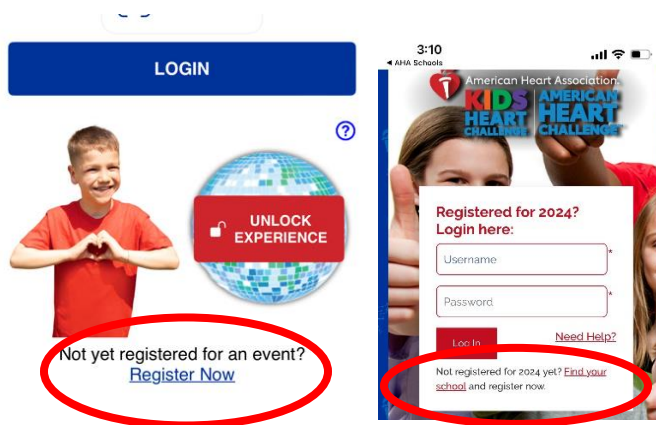 LOGIN
?
UNLOCK
EXPERIENCE
Not yet registered for an event?
Register Now
3:10
AHA Schools
American Heart Association.
KIDS
HEART
CHALLENGE
AMERICAN
HEART
CHALLENGE™
Registered for 2024?
Login here:
Username
*
Password
*
Log In
Need Help?
Not registered for 2024 yet? Find your
school and register now.